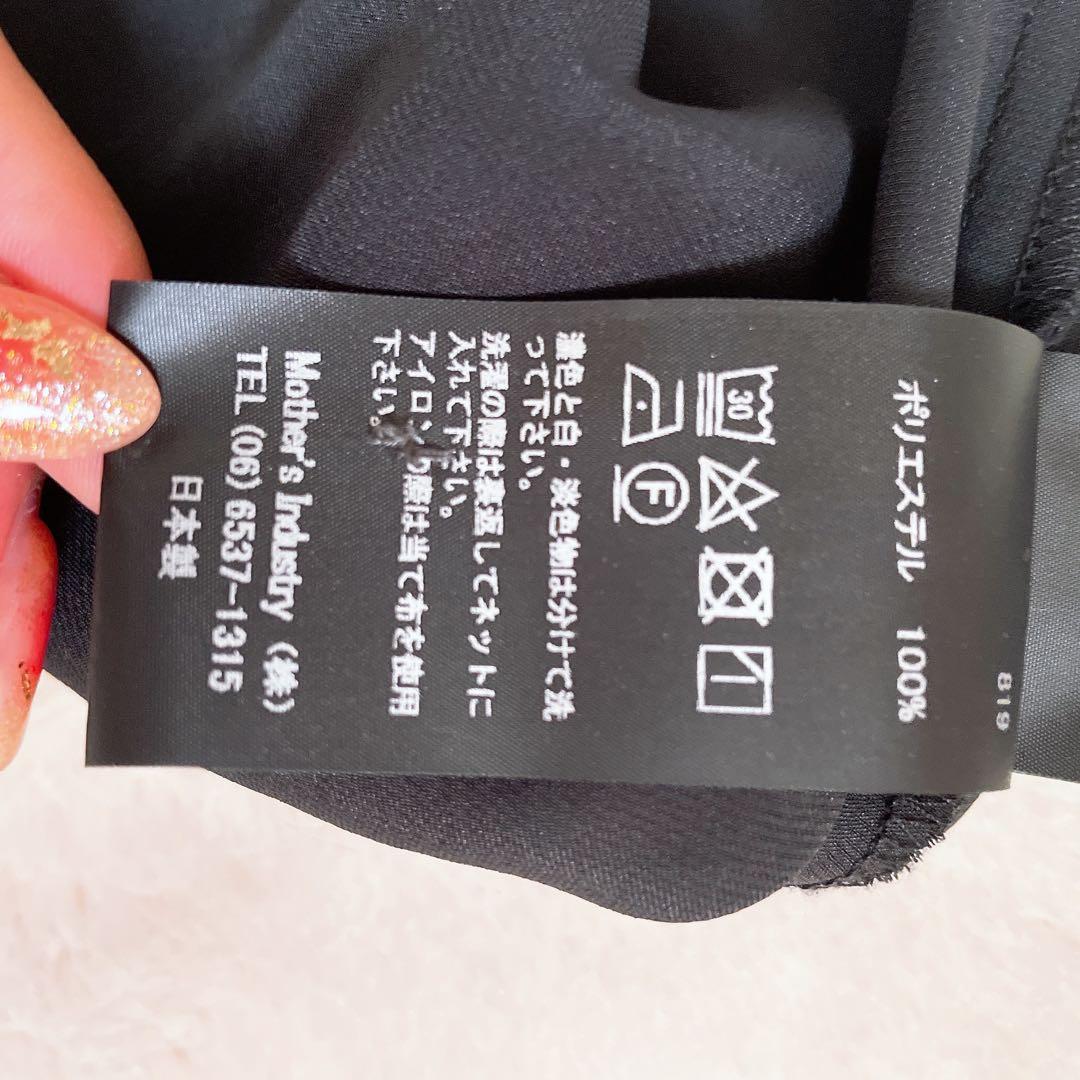 819
ポリエステル 100%
30
F
濃色と白・淡色物は分けて洗
って下さい。
洗濯の際は裏返してネットに
入れて下さい。
アイロンの際は当て布を使用
下さい。
Mother's Industry (株)
TEL (06) 6537-1315
日本製